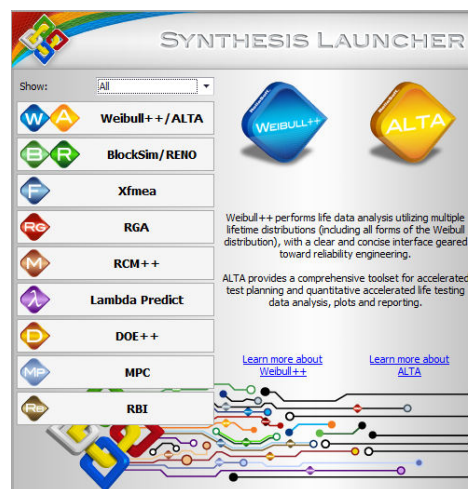 SYNTHESIS LAUNCHER
Show:
All
W A Weibull++/ALTA
B R BlockSim/RENO
F Xfmea
RG RGA
M RCM++
λ Lambda Predict
D DOE++
MP MPC
RB RBI
WEIBULL++
ALTA
Weibull++ performs life data analysis utilizing multiple
lifetime distributions (including all forms of the Weibull
distribution), with a clear and concise interface geared
toward reliability engineering.
ALTA provides a comprehensive toolset for accelerated
test planning and quantitative accelerated life testing
data analysis, plots and reporting.
Learn more about
Weibull++
Learn more about
ALTA